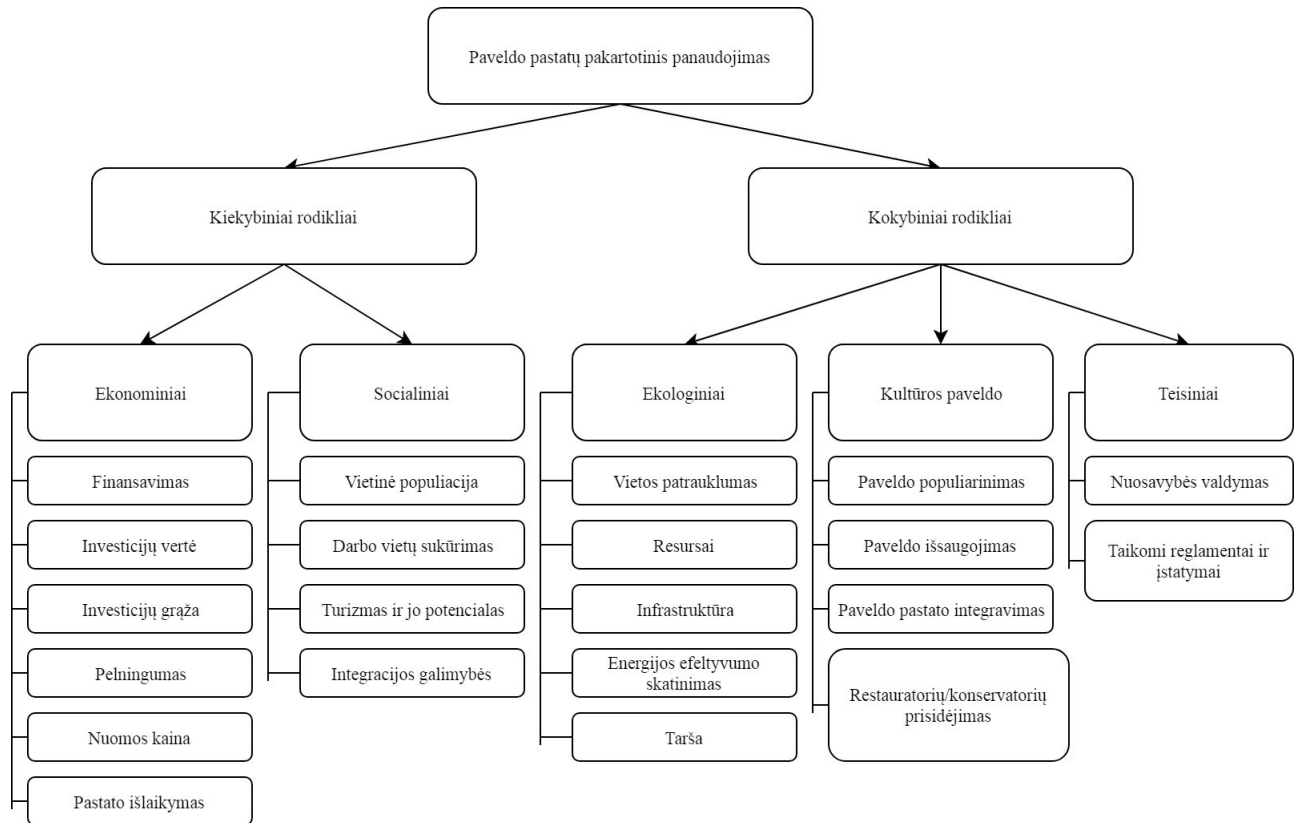 Paveldo pastatų pakartotinis panaudojimas
Kiekybiniai rodikliai
Kokybiniai rodikliai
Ekonominiai
Socialiniai
Ekologiniai
Kultūros paveldo
Teisiniai
Finansavimas
Investicijų vertė
Investicijų grąža
Pelningumas
Nuomos kaina
Pastato išlaikymas
Vietinė populiacija
Darbo vietų sukūrimas
Turizmas ir jo potencialas
Integracijos galimybės
Vietos patrauklumas
Resursai
Infrastruktūra
Energijos efeltyvumo
skatinimas
Tarša
Paveldo populiarinimas
Paveldo išsaugojimas
Paveldo pastato integravimas
Restauratorių/konservatorių
prisidėjimas
Nuosavybės valdymas
Taikomi reglamentai ir
įstatymai